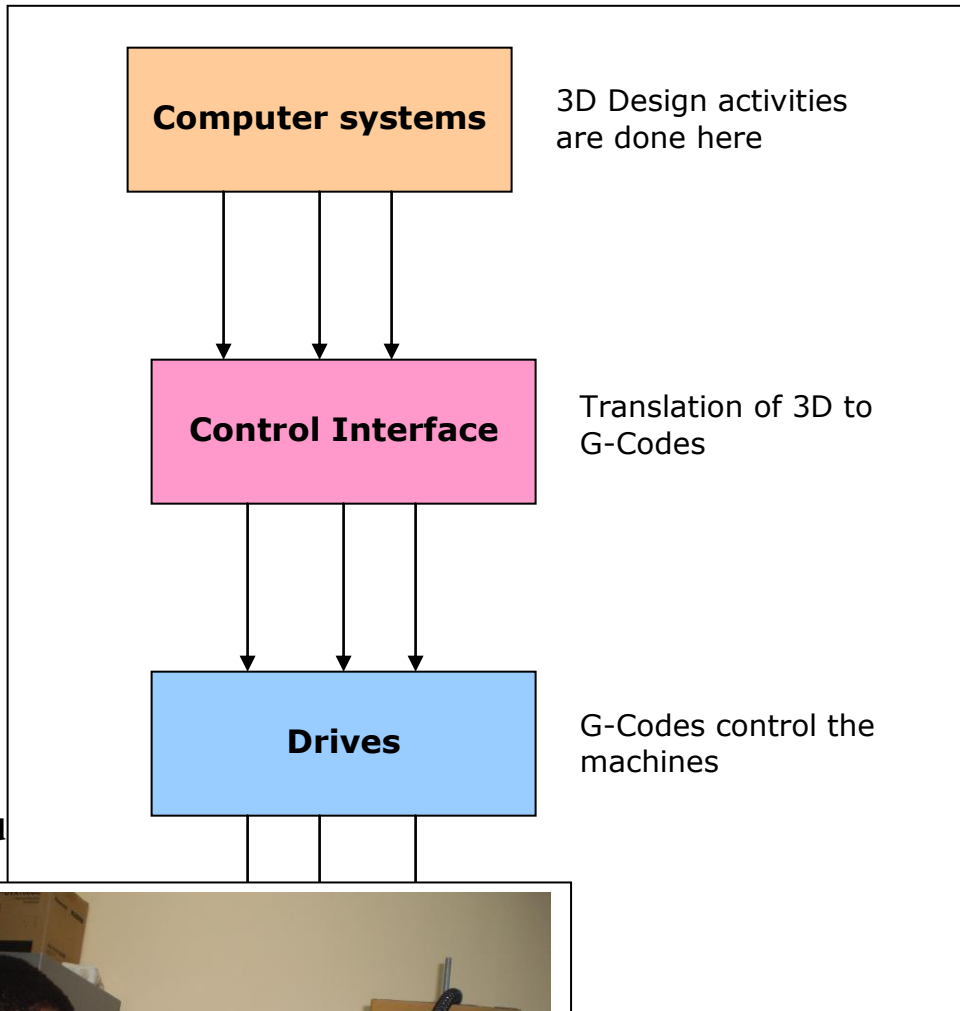 Computer systems
3D Design activities
are done here
Control Interface
Translation of 3D to
G-Codes
Drives
G-Codes control the
machines